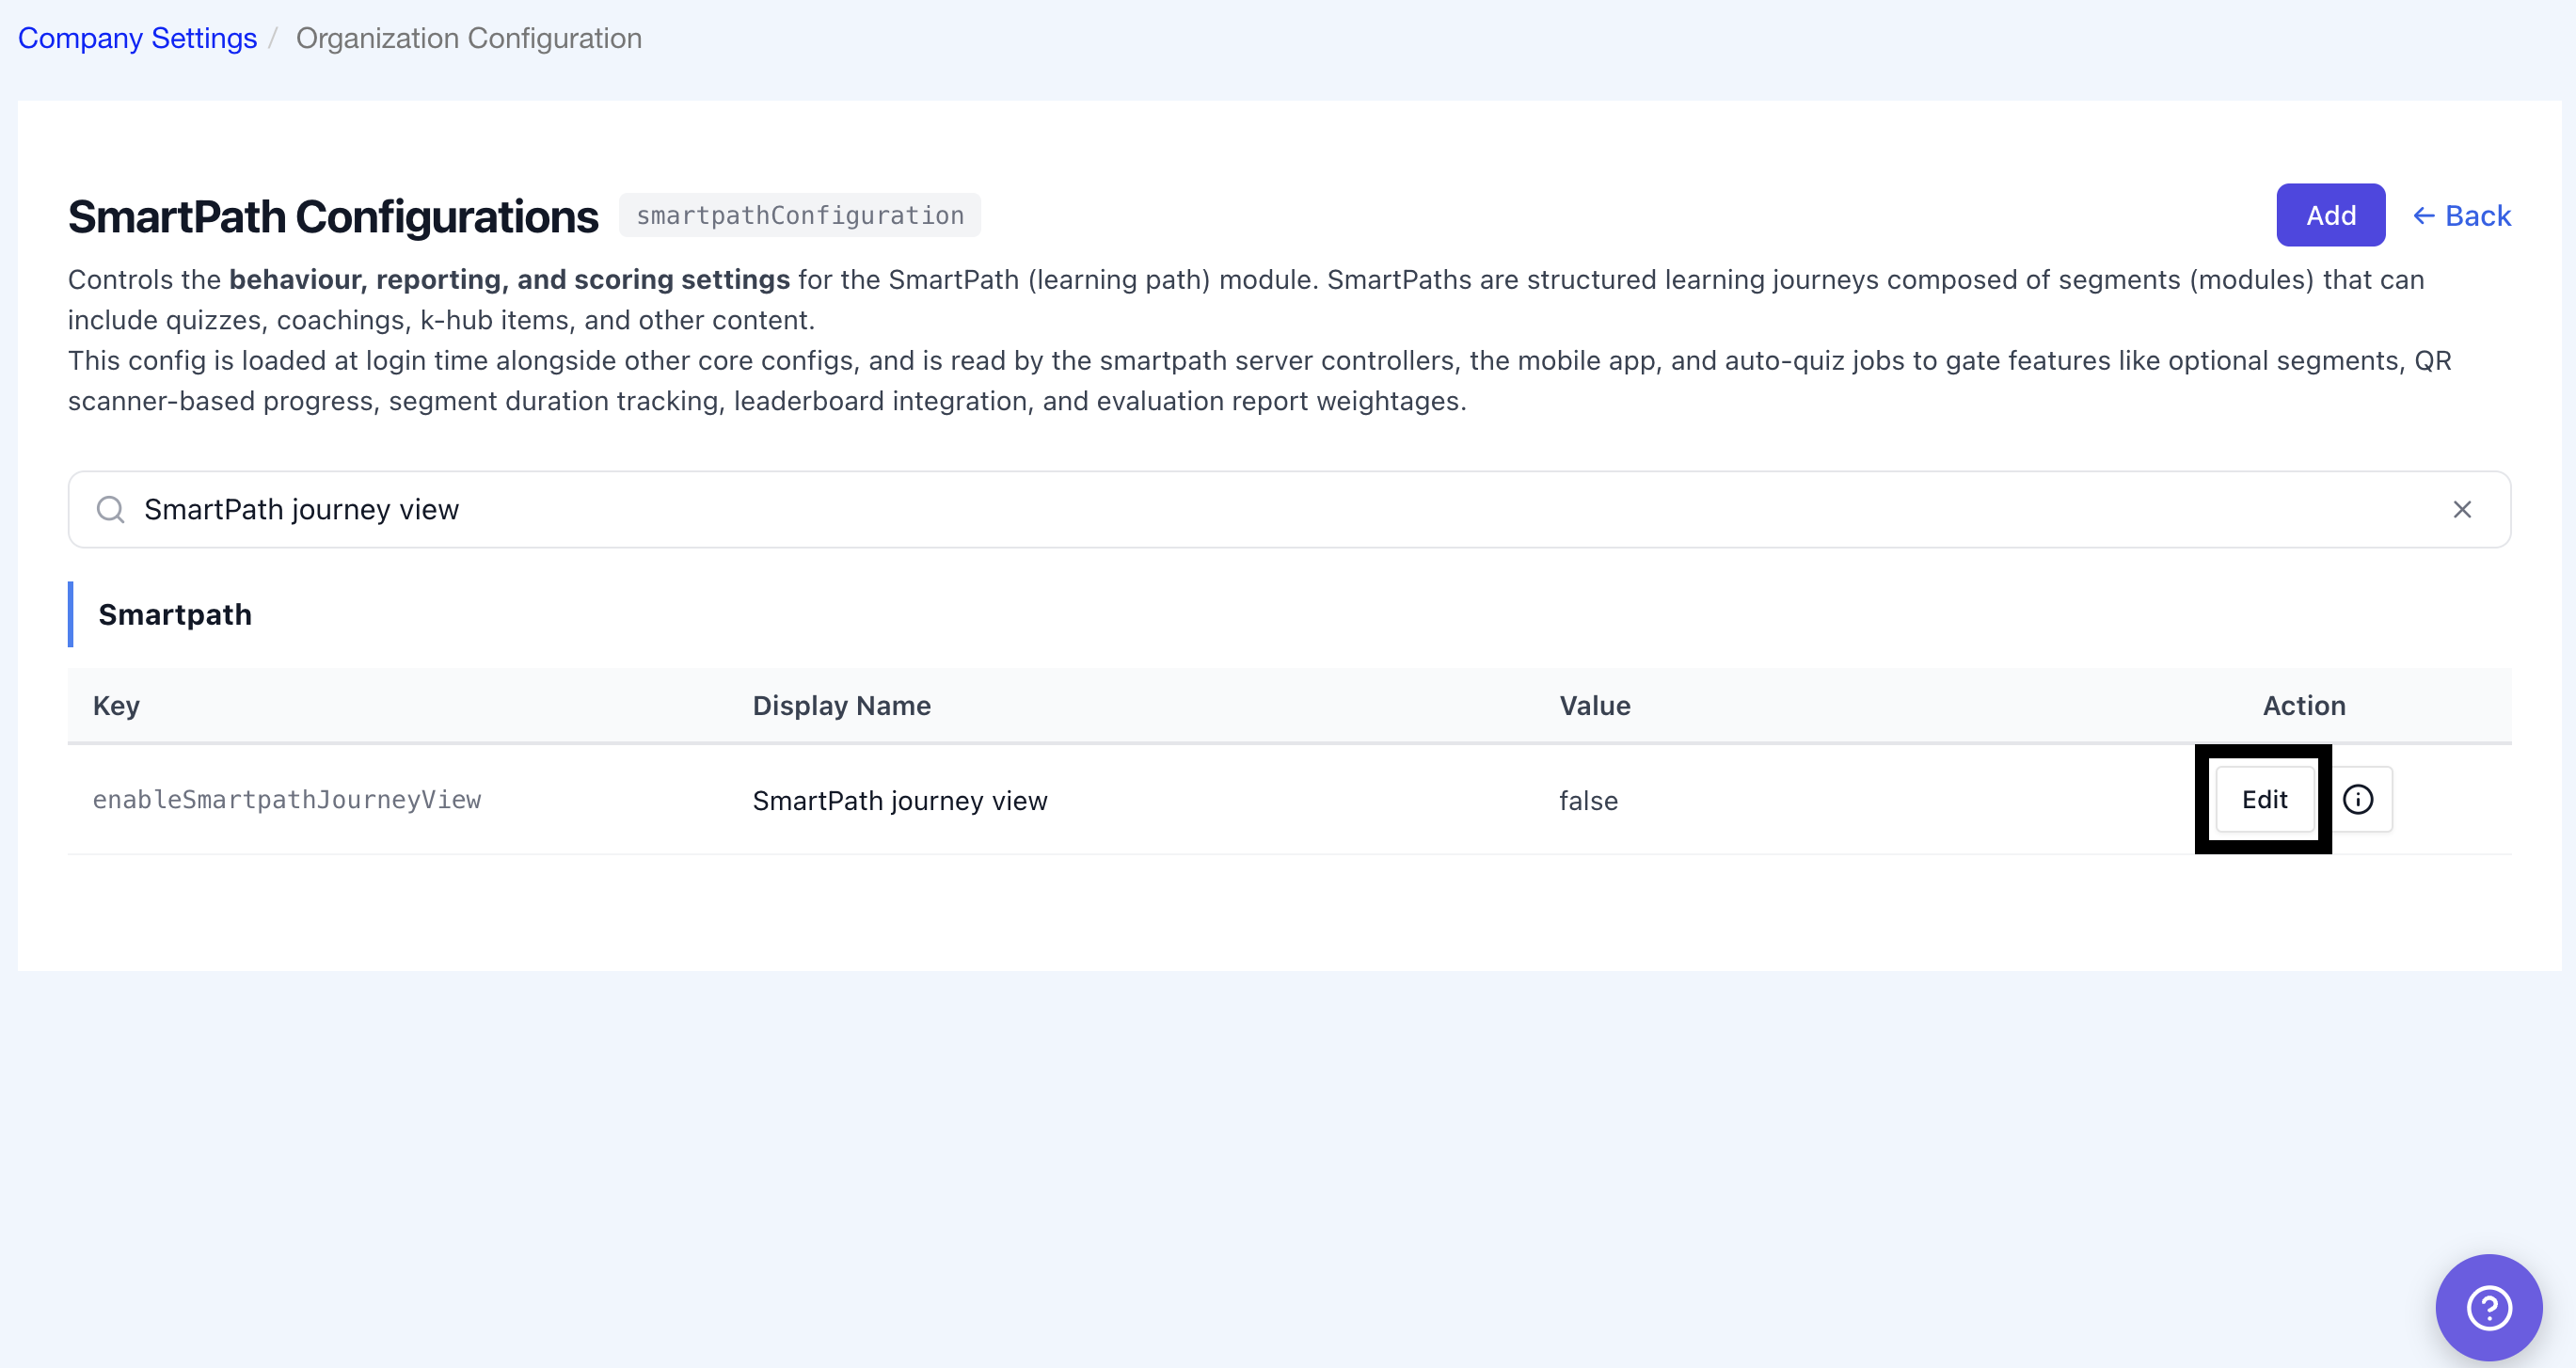 Company Settings / Organization Configuration
SmartPath Configurations smartpathConfiguration Add ← Back
Controls the behaviour, reporting, and scoring settings for the SmartPath (learning path) module. SmartPaths are structured learning journeys composed of segments (modules) that can
include quizzes, coachings, k-hub items, and other content.
This config is loaded at login time alongside other core configs, and is read by the smartpath server controllers, the mobile app, and auto-quiz jobs to gate features like optional segments, QR
scanner-based progress, segment duration tracking, leaderboard integration, and evaluation report weightages.
SmartPath journey view
Smartpath
Key Display Name Value Action
enableSmartpathJourneyView SmartPath journey view false Edit